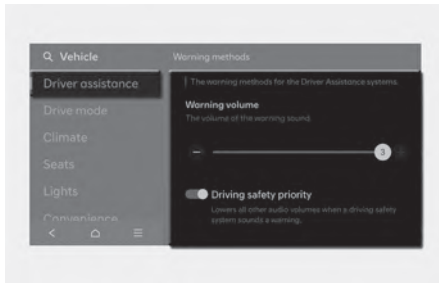 Vehicle
Warning methods
Driver assistance
The warning methods for the Driver Assistance systems.
Drive mode
Warning volume
The volume of the warning sound.
Climate
3
Seats
Driving safety priority
Lights
Lowers all other audio volumes when a driving safety
system sounds a warning.
Convenience